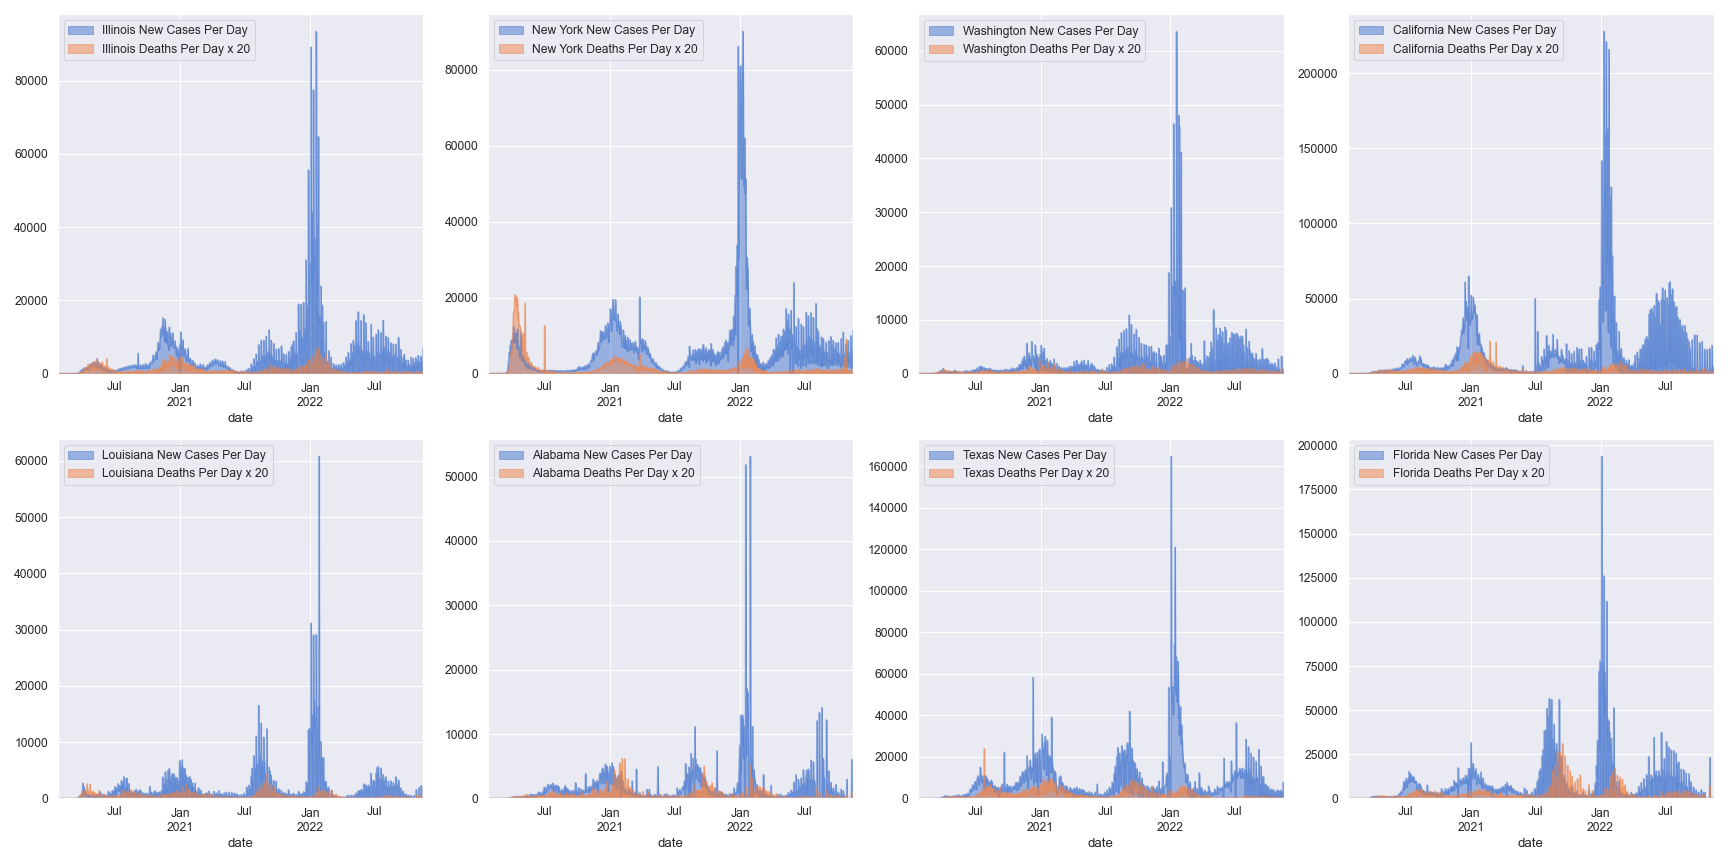 Illinois New Cases Per Day
Illinois Deaths Per Day x 20
80000
60000
40000
20000
0
Jul
Jan
2021
Jul
Jan
2022
Jul
date
New York New Cases Per Day
New York Deaths Per Day x 20
80000
60000
40000
20000
0
Jul
Jan
2021
Jul
Jan
2022
Jul
date
Washington New Cases Per Day
Washington Deaths Per Day x 20
60000
50000
40000
30000
20000
10000
0
Jul
Jan
2021
Jul
Jan
2022
Jul
date
California New Cases Per Day
California Deaths Per Day x 20
200000
150000
100000
50000
0
Jul
Jan
2021
Jul
Jan
2022
Jul
date
Louisiana New Cases Per Day
Louisiana Deaths Per Day x 20
60000
50000
40000
30000
20000
10000
0
Jul
Jan
2021
Jul
Jan
2022
Jul
date
Alabama New Cases Per Day
Alabama Deaths Per Day x 20
50000
40000
30000
20000
10000
0
Jul
Jan
2021
Jul
Jan
2022
Jul
date
Texas New Cases Per Day
Texas Deaths Per Day x 20
160000
140000
120000
100000
80000
60000
40000
20000
0
Jul
Jan
2021
Jul
Jan
2022
Jul
date
Florida New Cases Per Day
Florida Deaths Per Day x 20
200000
175000
150000
125000
100000
75000
50000
25000
0
Jul
Jan
2021
Jul
Jan
2022
Jul
date